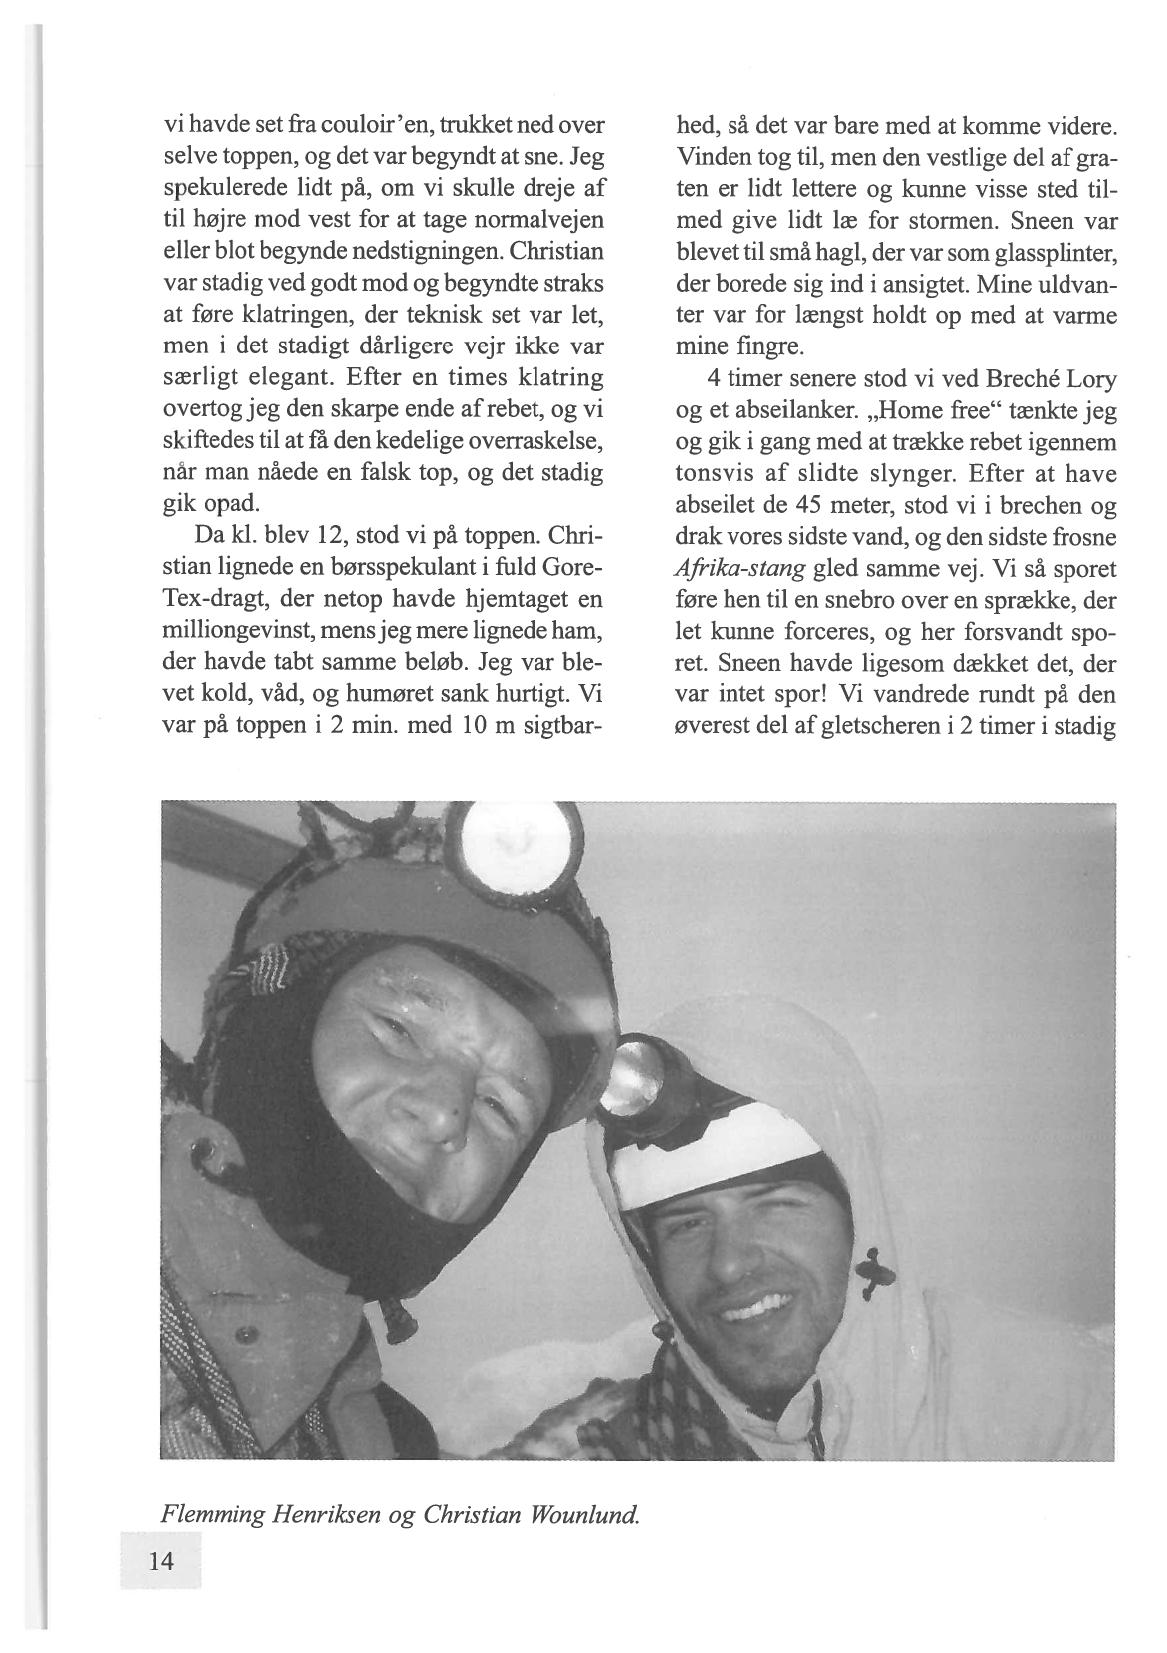 vi havde set fra couloir’en, trukket ned over
selve toppen, og det var begyndt at sne. Jeg
spekulerede lidt på, om vi skulle dreje af
til højre mod vest for at tage normalvejen
eller blot begynde nedstigningen. Christian
var stadig ved godt mod og begyndte straks
at føre klatringen, der teknisk set var let,
men i det stadigt dårligere vejr ikke var
særligt elegant. Efter en times klatring
overtog jeg den skarpe ende af rebet, og vi
skiftedes til at få den kedelige overraskelse,
når man nåede en falsk top, og det stadig
gik opad.
Da kl. blev 12, stod vi på toppen. Chri-
stian lignede en børsspekulant i fuld Gore-
Tex-dragt, der netop havde hjemtaget en
milliongevinst, mens jeg mere lignede ham,
der havde tabt samme beløb. Jeg var ble-
vet kold, våd, og humøret sank hurtigt. Vi
var på toppen i 2 min. med 10 m sigtbar-
hed, så det var bare med at komme videre.
Vinden tog til, men den vestlige del af gra-
ten er lidt lettere og kunne visse sted til-
med give lidt læ for stormen. Sneen var
blevet til små hagl, der var som glassplinter,
der borede sig ind i ansigtet. Mine uldvan-
ter var for længst holdt op med at varme
mine fingre.
4 timer senere stod vi ved Breché Lory
og et abseilanker. „Home free“ tænkte jeg
og gik i gang med at trække rebet igennem
tonsvis af slidte slynger. Efter at have
abseilet de 45 meter, stod vi i brechen og
drak vores sidste vand, og den sidste frosne
Afrika-stang gled samme vej. Vi så sporet
føre hen til en snebro over en sprække, der
let kunne forceres, og her forsvandt spo-
ret. Sneen havde ligesom dækket det, der
var intet spor! Vi vandrede rundt på den
øverest del af gletscheren i 2 timer i stadig
Flemming Henriksen og Christian Wounlund.
14